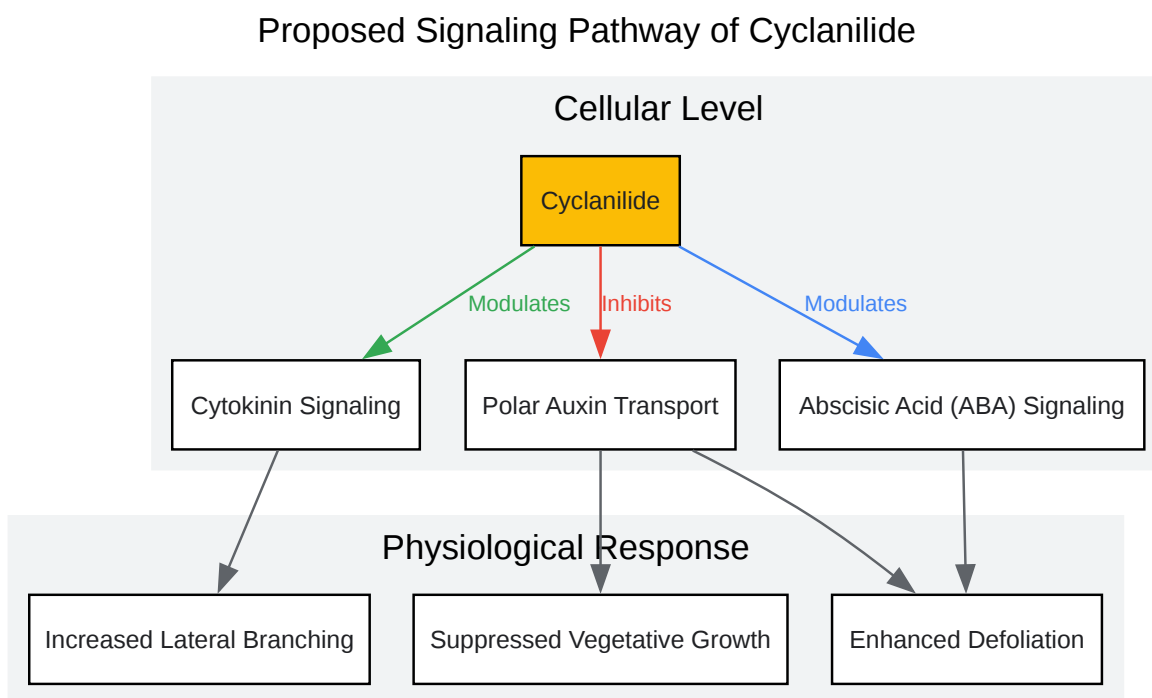 Proposed Signaling Pathway of Cyclanilide
Cellular Level
Cyclanilide
Modulates
Inhibits
Modulates
Cytokinin Signaling
Polar Auxin Transport
Abscisic Acid (ABA) Signaling
Physiological Response
Increased Lateral Branching
Suppressed Vegetative Growth
Enhanced Defoliation